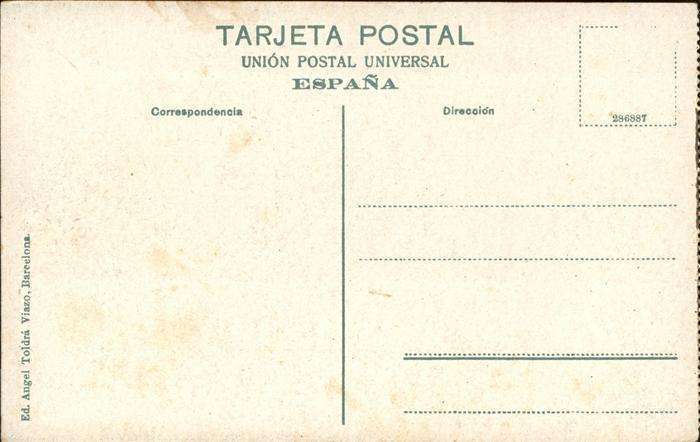 TARJETA POSTAL
UNIÓN POSTAL UNIVERSAL
ESPAÑA
Correspondencia
Dirección
286887
Ed. Angel Toldrá Viazo, Barcelona.